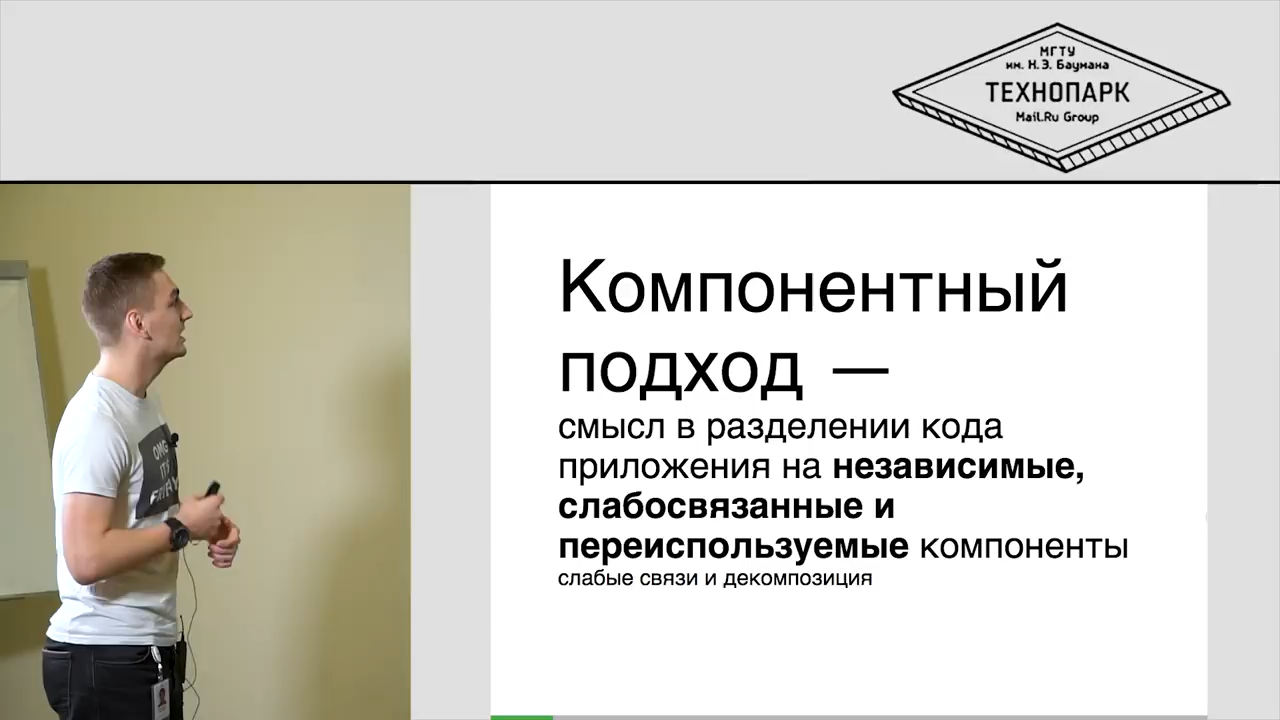 МГТУ
им. Н.Э. Баумана
ТЕХНОПАРК
Mail.Ru Group
Компонентный
подход —
смысл в разделении кода
приложения на независимые,
слабосвязанные и
переиспользуемые компоненты
слабые связи и декомпозиция
OMG